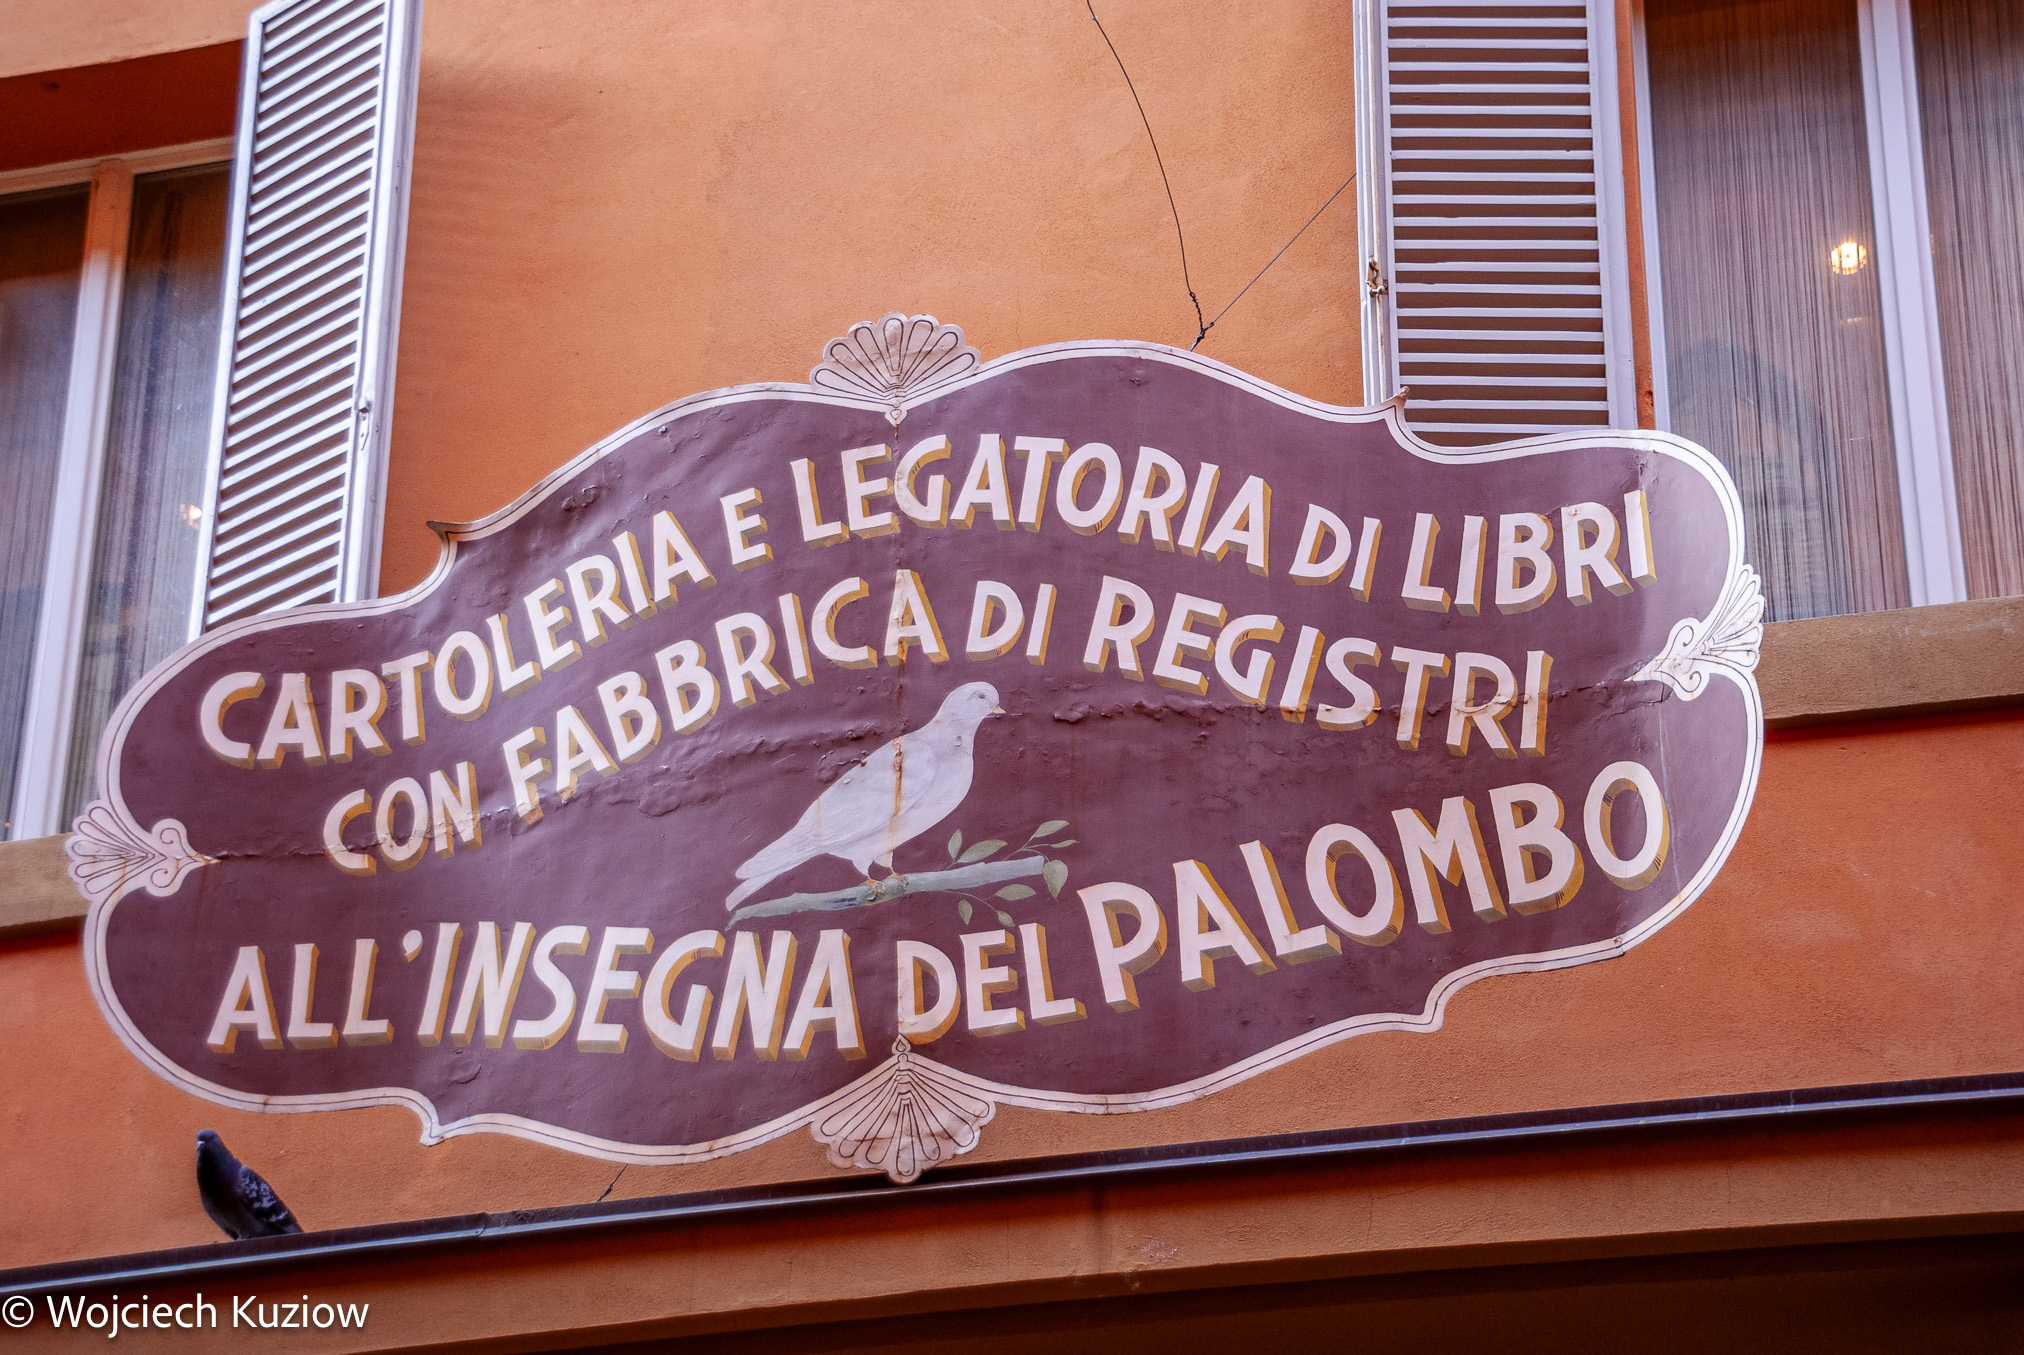 CARTOLERIA E LEGATORIA DI LIBRI
CON FABBRICA DI REGISTRI
ALL'INSEGNA DEL PALOMBO
© Wojciech Kuziow